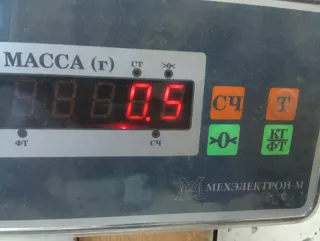 МАССА (г)
СТ >0<
0.5
СЧ Т
>0< КГ
ФТ
ФТ СЧ
МЕХЭЛЕКТРОН-М